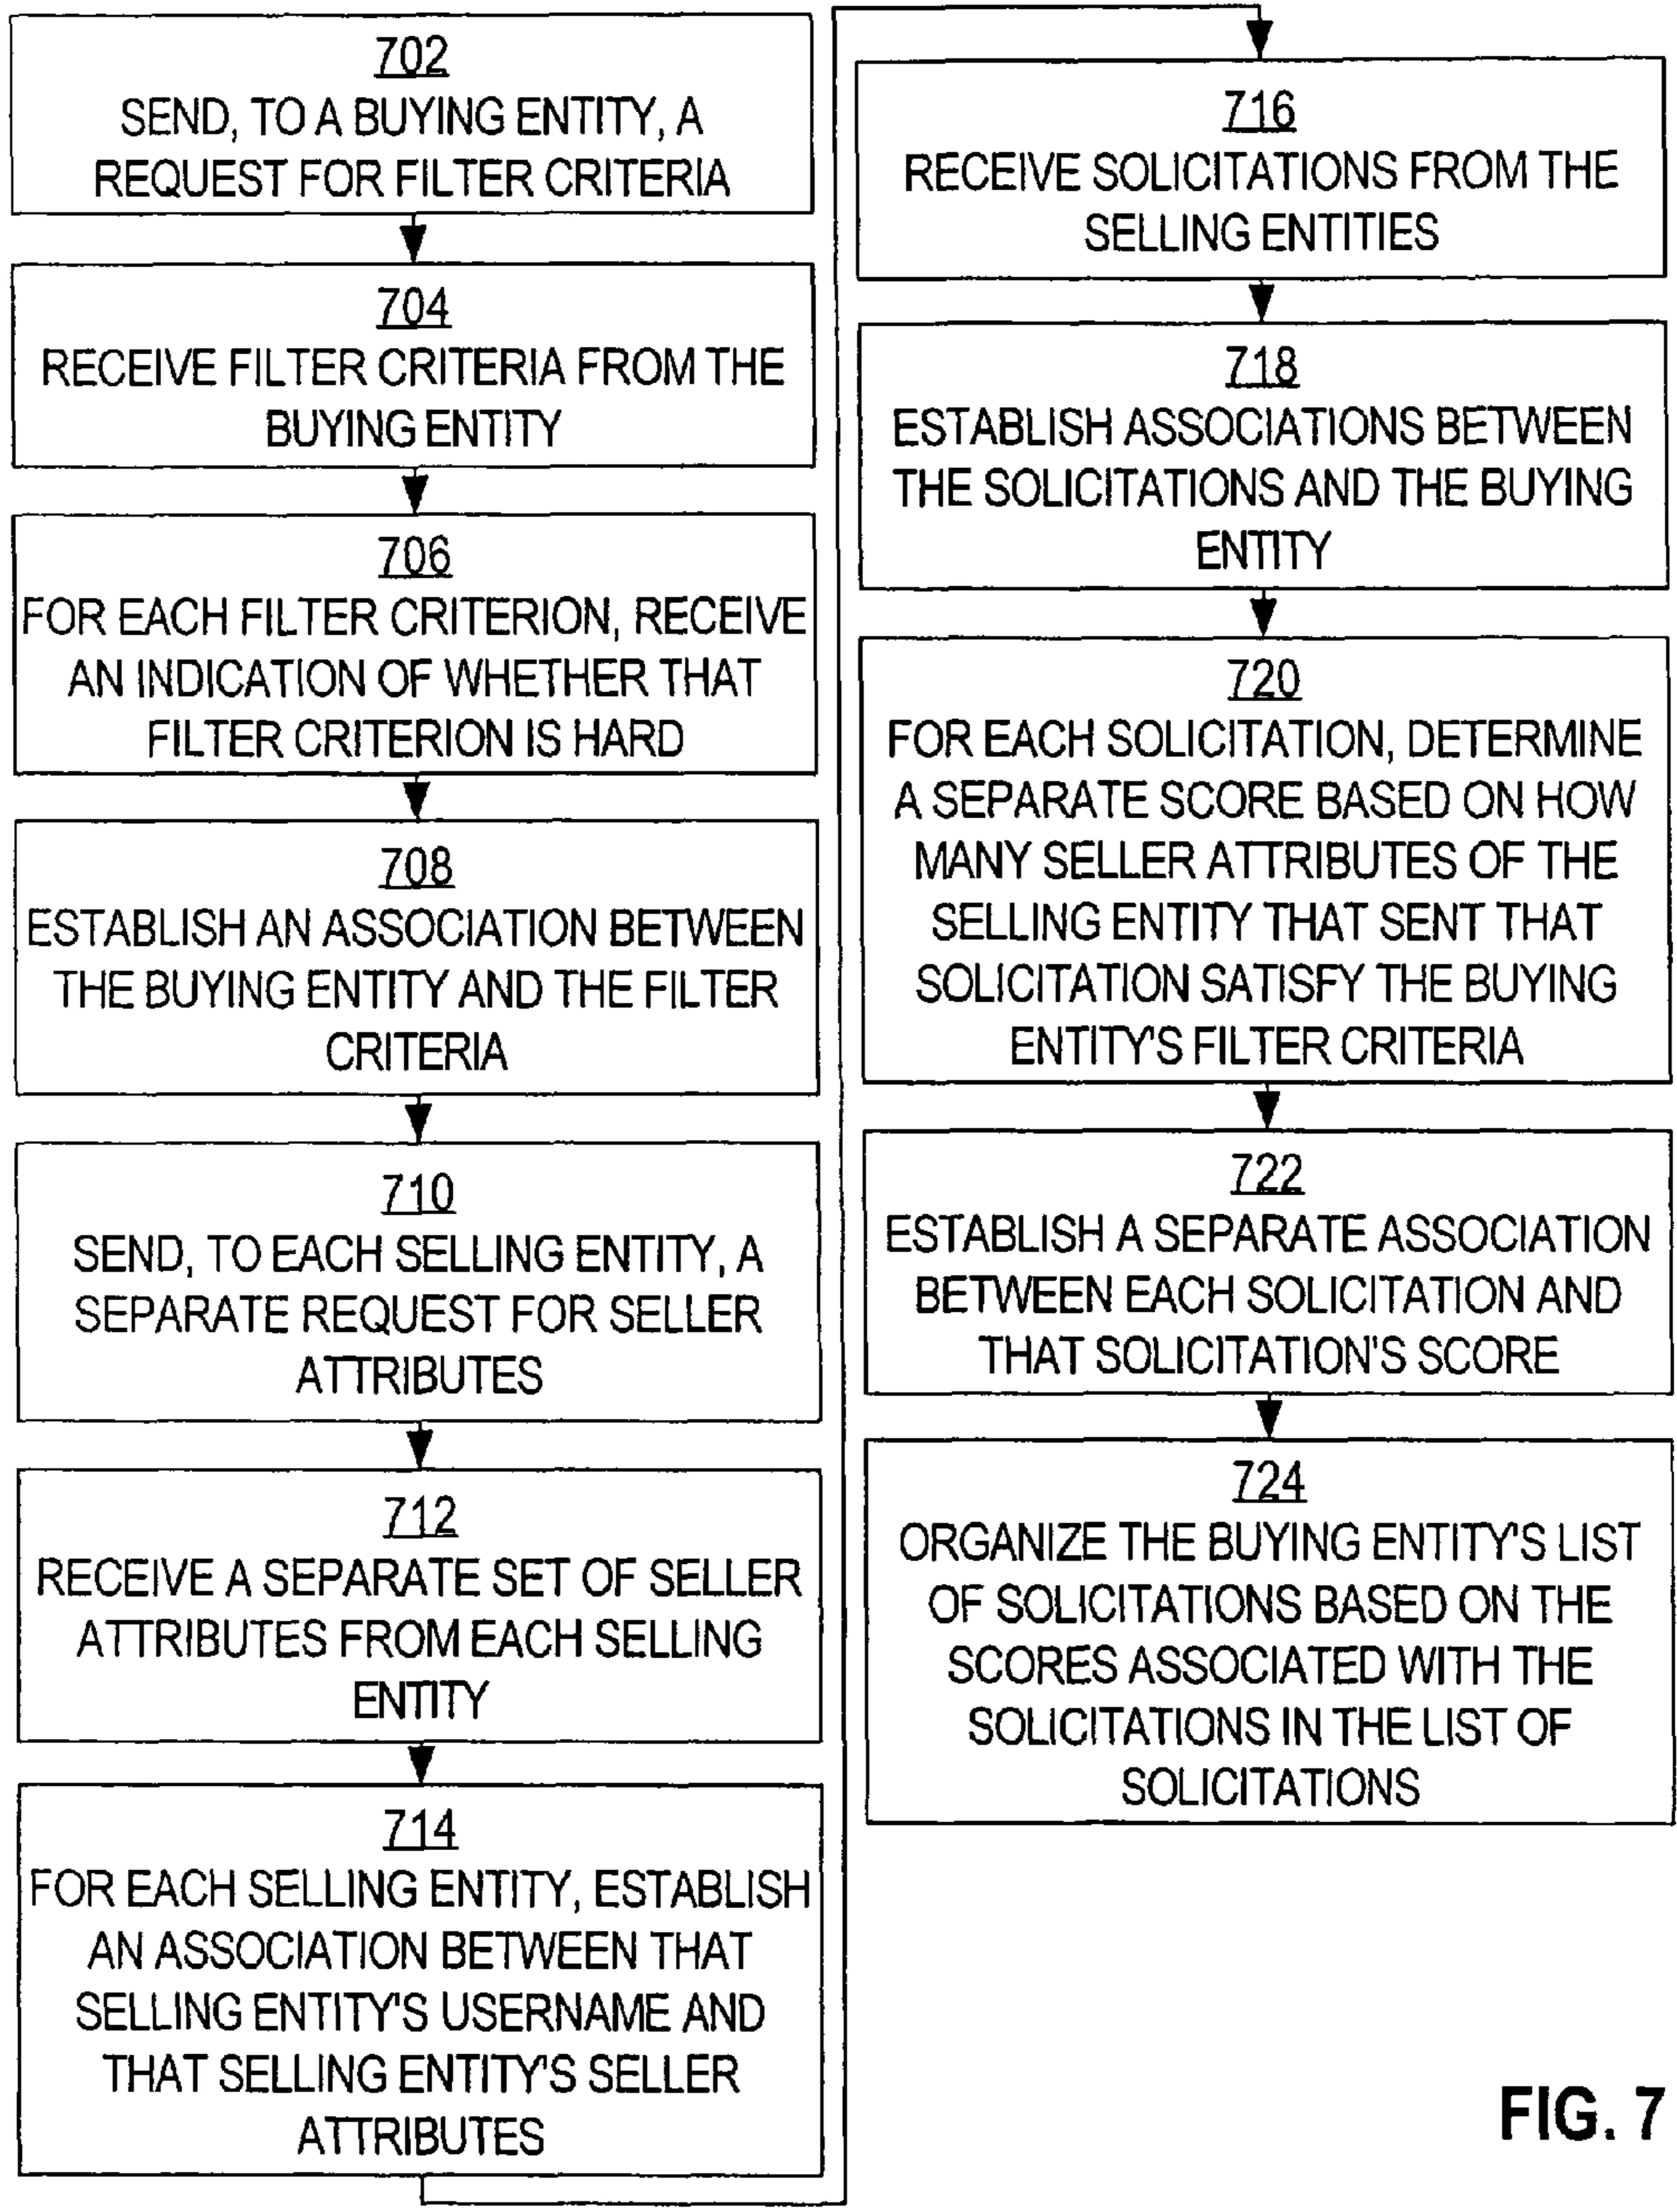 702
SEND, TO A BUYING ENTITY, A
REQUEST FOR FILTER CRITERIA
704
RECEIVE FILTER CRITERIA FROM THE
BUYING ENTITY
706
FOR EACH FILTER CRITERION, RECEIVE
AN INDICATION OF WHETHER THAT
FILTER CRITERION IS HARD
708
ESTABLISH AN ASSOCIATION BETWEEN
THE BUYING ENTITY AND THE FILTER
CRITERIA
710
SEND, TO EACH SELLING ENTITY, A
SEPARATE REQUEST FOR SELLER
ATTRIBUTES
712
RECEIVE A SEPARATE SET OF SELLER
ATTRIBUTES FROM EACH SELLING
ENTITY
714
FOR EACH SELLING ENTITY, ESTABLISH
AN ASSOCIATION BETWEEN THAT
SELLING ENTITY'S USERNAME AND
THAT SELLING ENTITY'S SELLER
ATTRIBUTES
716
RECEIVE SOLICITATIONS FROM THE
SELLING ENTITIES
718
ESTABLISH ASSOCIATIONS BETWEEN
THE SOLICITATIONS AND THE BUYING
ENTITY
720
FOR EACH SOLICITATION, DETERMINE
A SEPARATE SCORE BASED ON HOW
MANY SELLER ATTRIBUTES OF THE
SELLING ENTITY THAT SENT THAT
SOLICITATION SATISFY THE BUYING
ENTITY'S FILTER CRITERIA
722
ESTABLISH A SEPARATE ASSOCIATION
BETWEEN EACH SOLICITATION AND
THAT SOLICITATION'S SCORE
724
ORGANIZE THE BUYING ENTITY'S LIST
OF SOLICITATIONS BASED ON THE
SCORES ASSOCIATED WITH THE
SOLICITATIONS IN THE LIST OF
SOLICITATIONS
FIG. 7